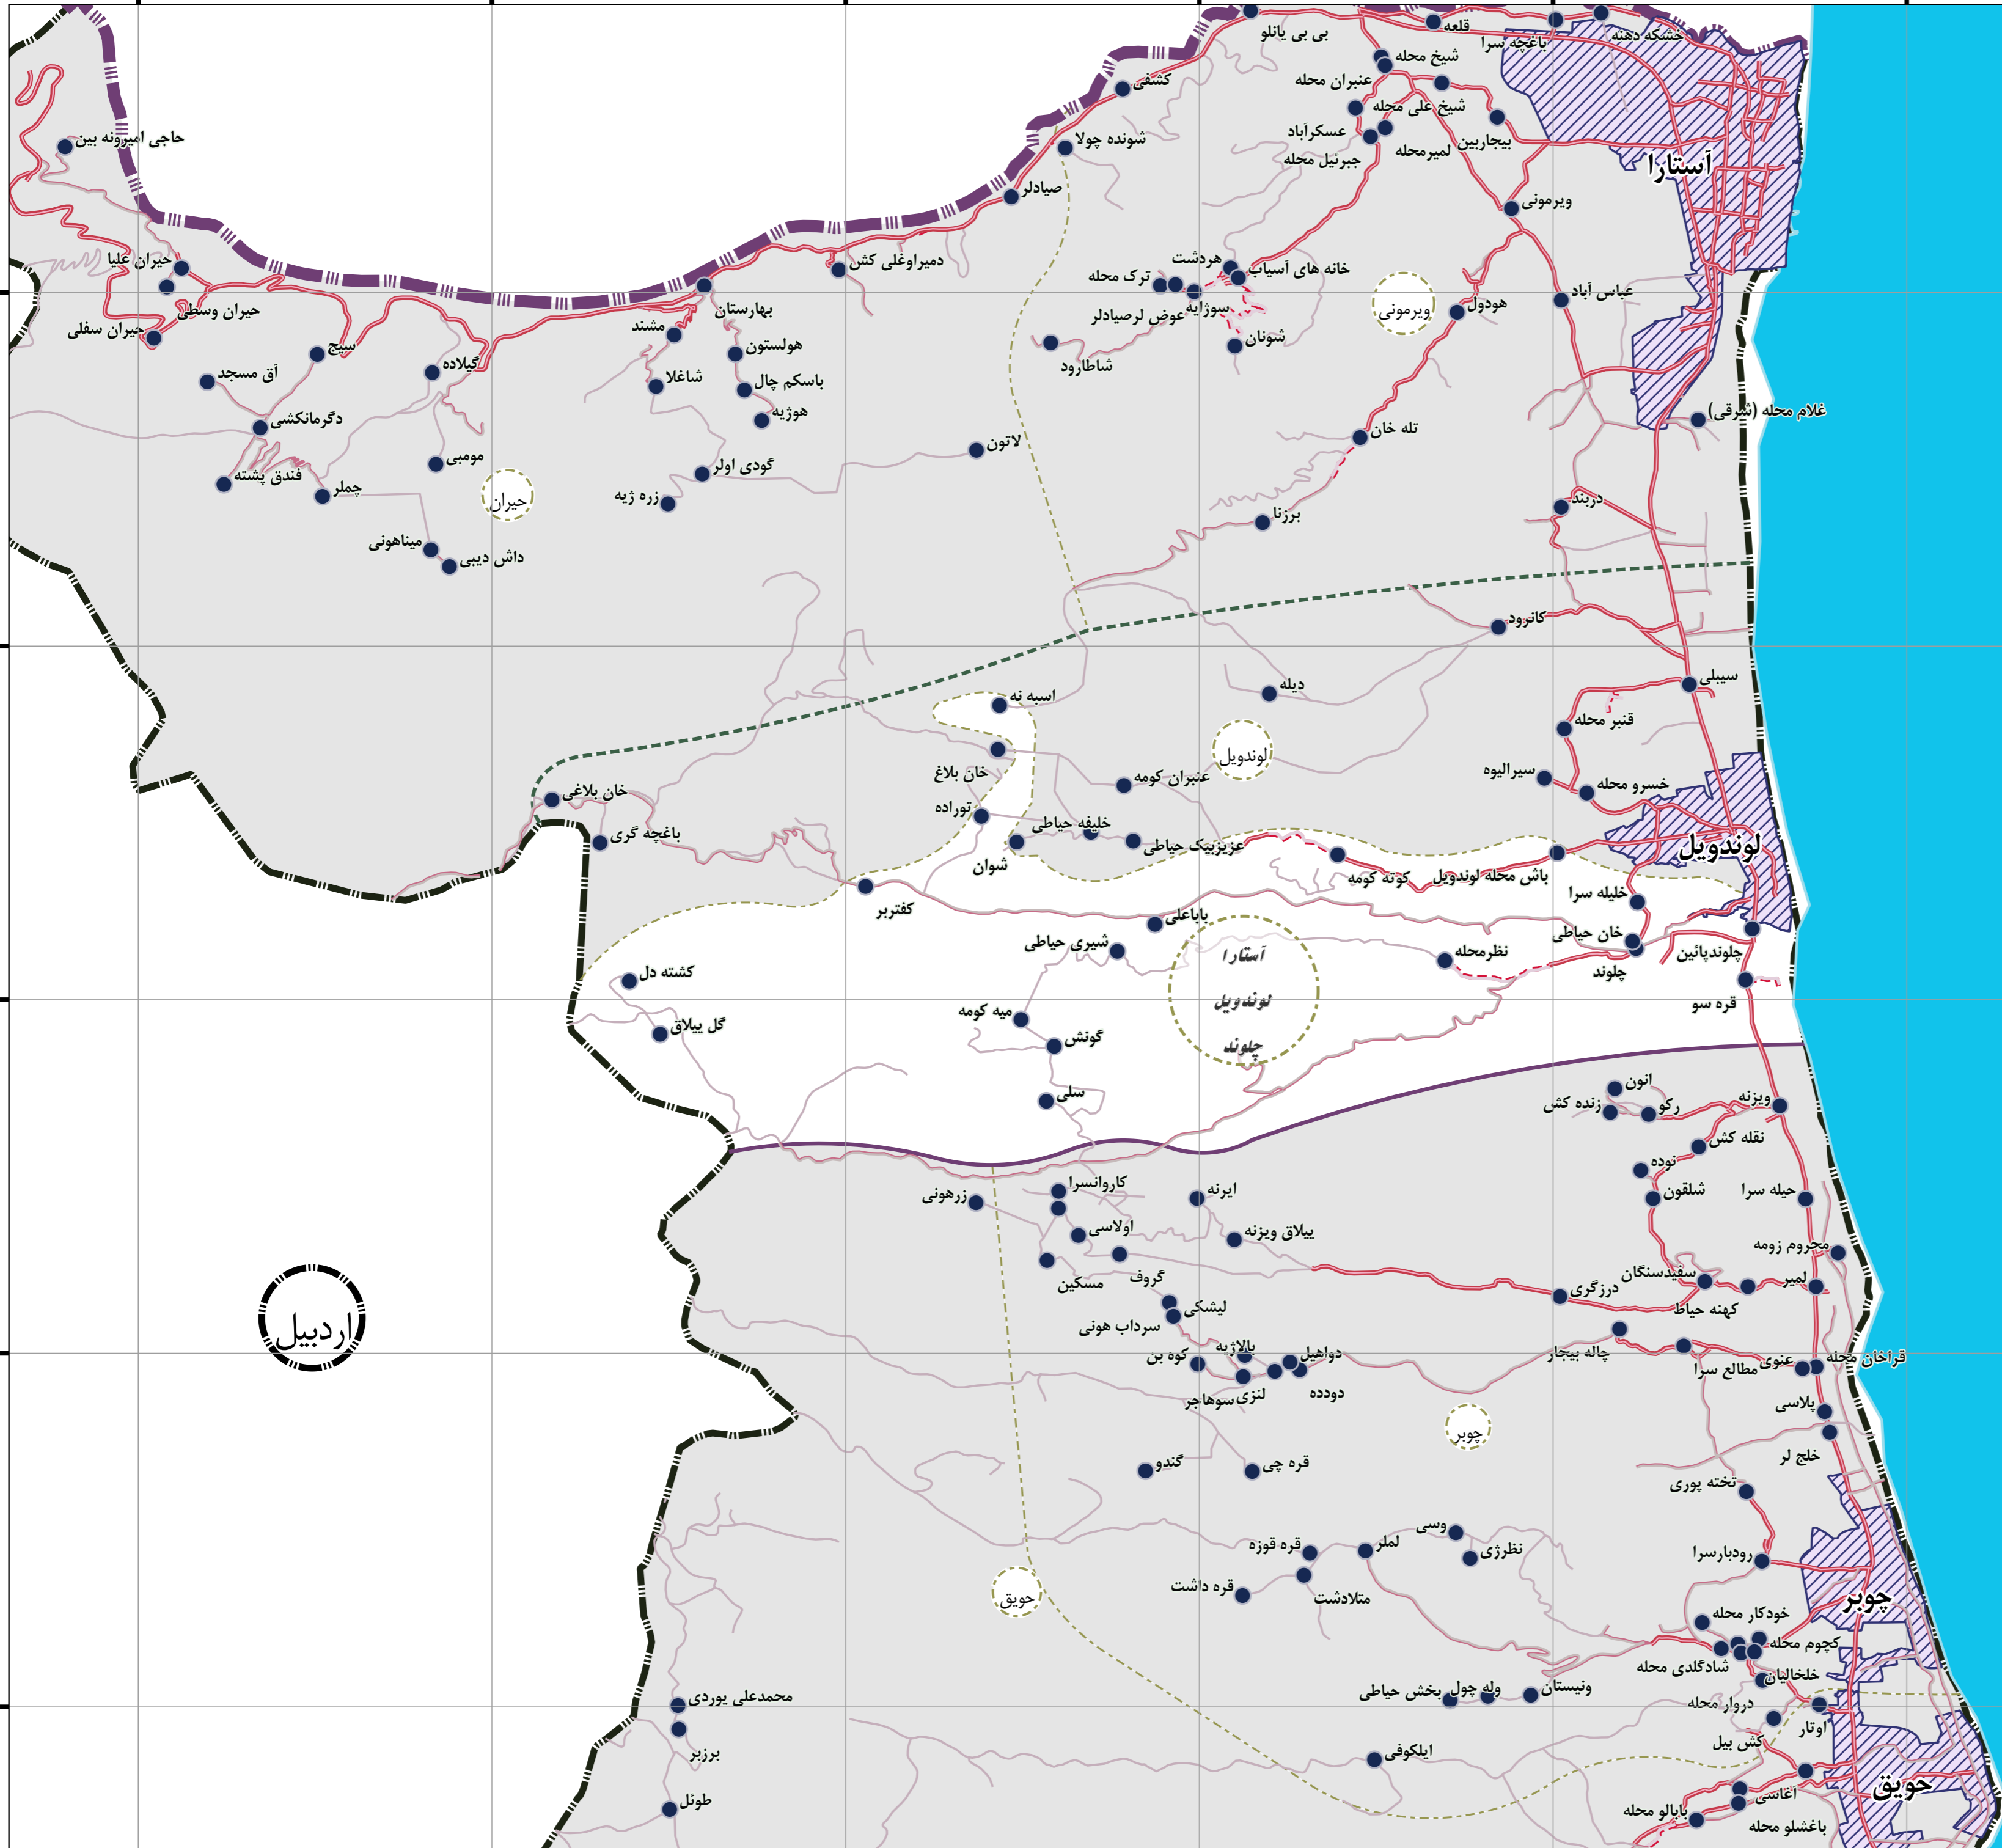 بی بی یانلو
قلعه
باغچه سرا
خشکه دهنه
شیخ محله
کشفی
عنبران محله
شیخ علی محله
حاجی امیر
ونه بین
شونده چولا
عسکرآباد
لمیرمحله
بیجاربین
جبرئیل محله
آستارا
صیادلر
ویرمونی
حیران علیا
دمیراوغلی کش
هردشت
خانه های آسیاب
ترک محله
عباس آباد
حیران وسطی
بهارستان
سوزایه
عوض لرصیادلر
ویرمونی
هودول
حیران سفلی
مشند
شونان
سیج
هولستون
شاطارود
گیلاده
آق مسجد
شاغلا
باسکم چال
هوژیه
غلام محله (شرقی)
دگرمانکشی
تله خان
لاتون
مومبی
گودی اولر
فندق پشته
چملر
حیران
زره ژیه
دربند
برزنا
میناهونی
داش دیبی
کانرود
سیبلی
دیله
اسبه نه
قنبر محله
لوندویل
خان بلاغ
عنبران کومه
سیرالیوه
خسرو محله
خان بلاغی
توراده
خلیفه حیاطی
باغچه گری
عزیزبیک حیاطی
لوندویل
شوان
کوته کومه
باش محله لوندویل
خلیله سرا
کفتربر
باباعلی
خان حیاطی
شیری حیاطی
آستارا
لوندویل
چلوند
نظرمحله
چلوندپائین
چلوند
کشته دل
قره سو
میه کومه
گل ییلاق
گونش
سلی
انون
زنده کش
رکو
ویزنه
نقله کش
نوده
کاروانسرا
زرهونی
ایرنه
شلقون
حیله سرا
اولاسی
ییلاق ویزنه
محروم زومه
مسکین
گروف
سفیدسنگان
لمیر
درزگری
کهنه حیاط
لیشکی
سرداب هونی
اردبیل
بالاژیه
کوه بن
دواهیل
چاله بیجار
عنوی
قراخان محله
مطالع سرا
دودده
لنزی
سوهاجر
پلاسی
چوبر
خلج لر
گندو
قره چی
تخته پوری
وسی
لملر
نظرژی
قره قوزه
رودبارسرا
قره داشت
متلادشت
حویق
چوبر
خودکار محله
کچوم محله
شادگلدی محله
خلخالیان
ونیستان
وله چول
بخش حیاطی
دروار محله
محمدعلی یوردی
اوتار
کش بیل
برزبر
ایلکوفی
حویق
آغاسی
طوئل
بابالو محله
باغشلو محله